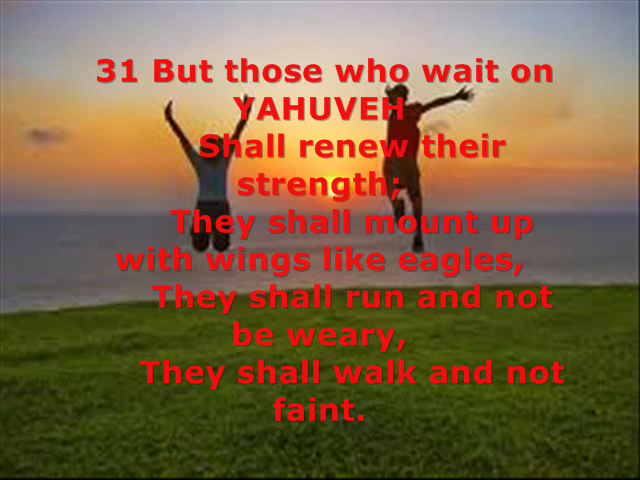 31 But those who wait on
YAHUVEH
Shall renew their
strength;
They shall mount up
with wings like eagles,
They shall run and not
be weary,
They shall walk and not
faint.